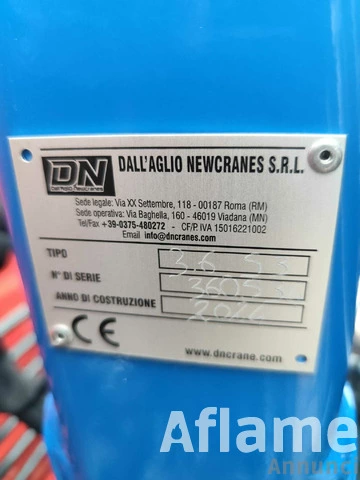 DN
Dall'Aglio Newcranes
DALL'AGLIO NEWCRANES S.R.L.
Sede legale: Via XX Settembre, 118 - 00187 Roma (RM)
Sede operativa: Via Baghella, 160 - 46019 Viadana (MN)
Tel/Fax +39-0375-480272 - CF/P. IVA 15016221002
Email info@dncranes.com
TIPO
N° DI SERIE
ANNO DI COSTRUZIONE
CE
www.dncrane.com
Aflame
Annunci